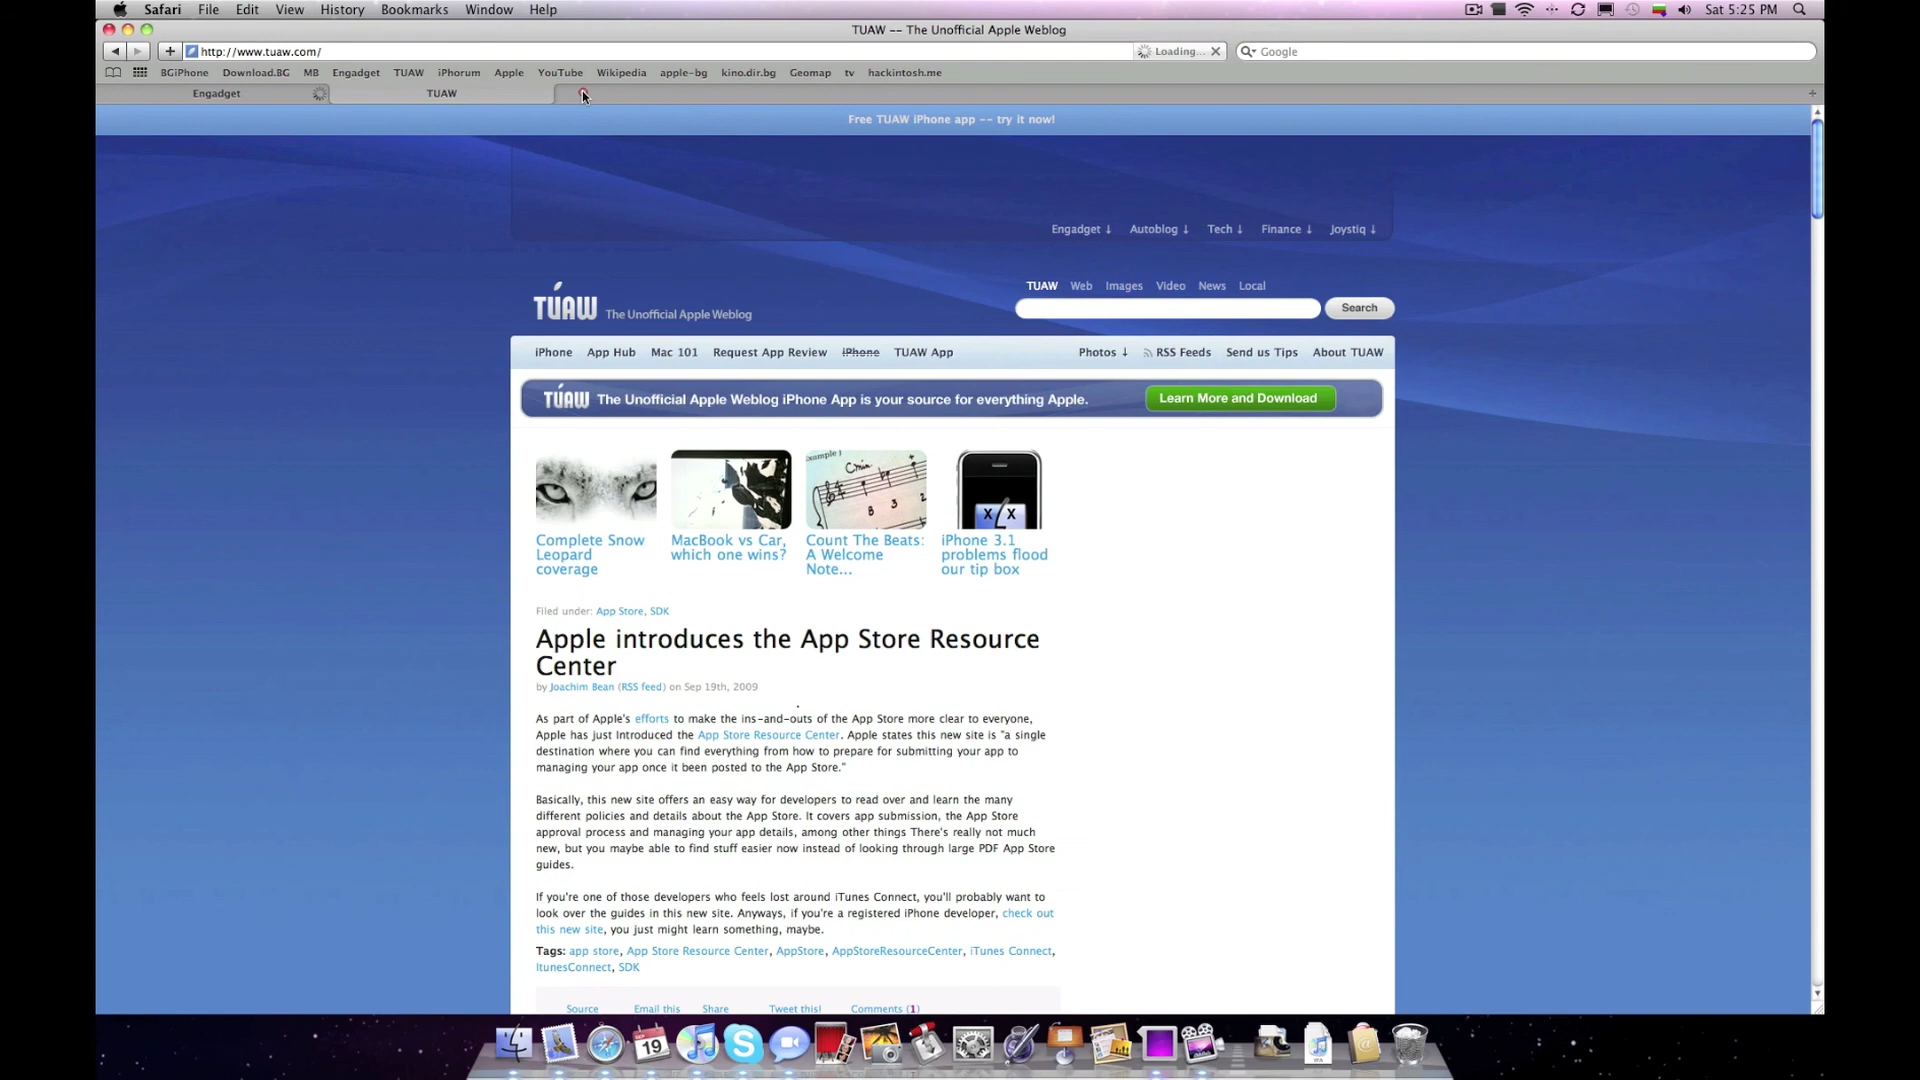 Safari File Edit View History Bookmarks Window Help Sat 5:25 PM
TUAW -- The Unofficial Apple Weblog
http://www.tuaw.com/ Loading... Google
BGiPhone Download.BG MB Engadget TUAW iPhorum Apple YouTube Wikipedia apple-bg kino.dir.bg Geomap tv hackintosh.me
Engadget TUAW
Free TUAW iPhone app -- try it now!
Engadget ↓ Autoblog ↓ Tech ↓ Finance ↓ Joystiq ↓
TUAW Web Images Video News Local
TUAW The Unofficial Apple Weblog
Search
iPhone App Hub Mac 101 Request App Review iPhone TUAW App Photos ↓ RSS Feeds Send us Tips About TUAW
TUAW The Unofficial Apple Weblog iPhone App is your source for everything Apple. Learn More and Download
example 1
Cmin
8 3 2
X X
Complete Snow
Leopard
coverage
MacBook vs Car,
which one wins?
Count The Beats:
A Welcome
Note...
iPhone 3.1
problems flood
our tip box
Filed under: App Store, SDK
Apple introduces the App Store Resource
Center
by Joachim Bean (RSS feed) on Sep 19th, 2009
As part of Apple's efforts to make the ins-and-outs of the App Store more clear to everyone,
Apple has just Introduced the App Store Resource Center. Apple states this new site is "a single
destination where you can find everything from how to prepare for submitting your app to
managing your app once it been posted to the App Store."
Basically, this new site offers an easy way for developers to read over and learn the many
different policies and details about the App Store. It covers app submission, the App Store
approval process and managing your app details, among other things There's really not much
new, but you maybe able to find stuff easier now instead of looking through large PDF App Store
guides.
If you're one of those developers who feels lost around iTunes Connect, you'll probably want to
look over the guides in this new site. Anyways, if you're a registered iPhone developer, check out
this new site, you just might learn something, maybe.
Tags: app store, App Store Resource Center, AppStore, AppStoreResourceCenter, iTunes Connect,
ItunesConnect, SDK
Source Email this Share Tweet this! Comments (1)
19